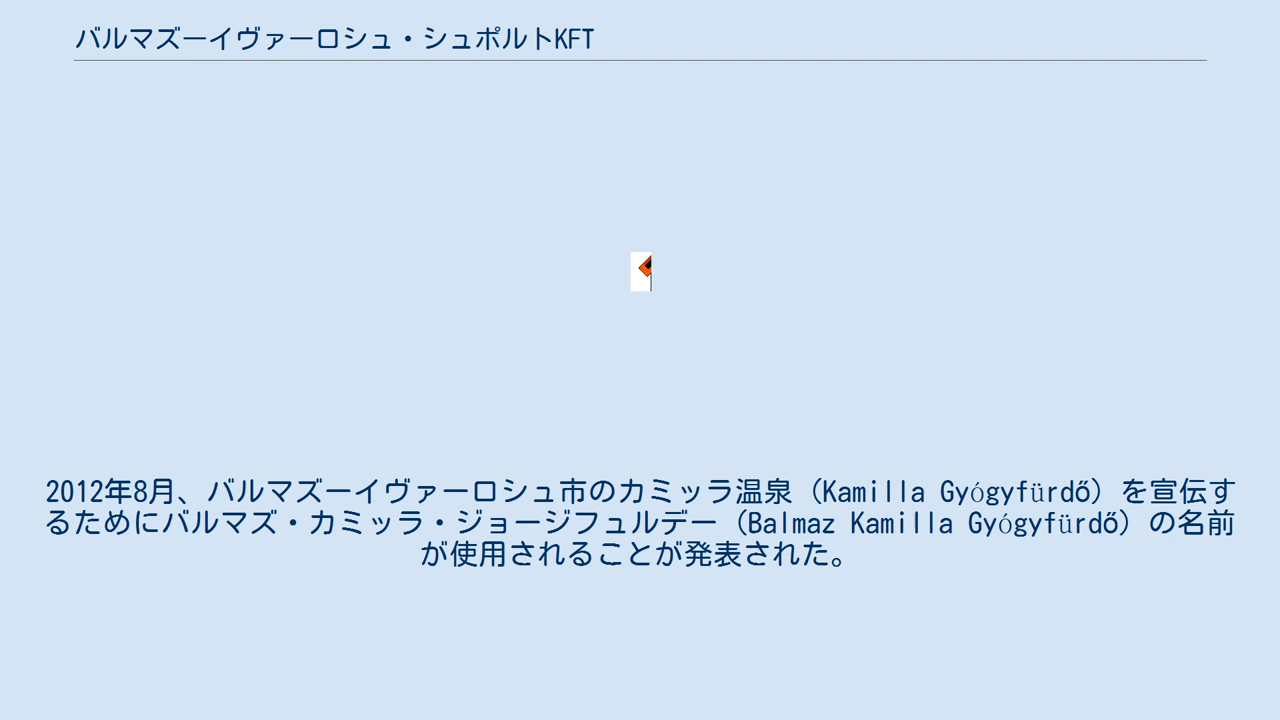 バルマズーイヴァーロシュ・シュポルトKFT
2012年8月、バルマズーイヴァーロシュ市のカミッラ温泉（Kamilla Gyógyfürdő）を宣伝す
るためにバルマズ・カミッラ・ジョージフュルデー（Balmaz Kamilla Gyógyfürdő）の名前
が使用されることが発表された。